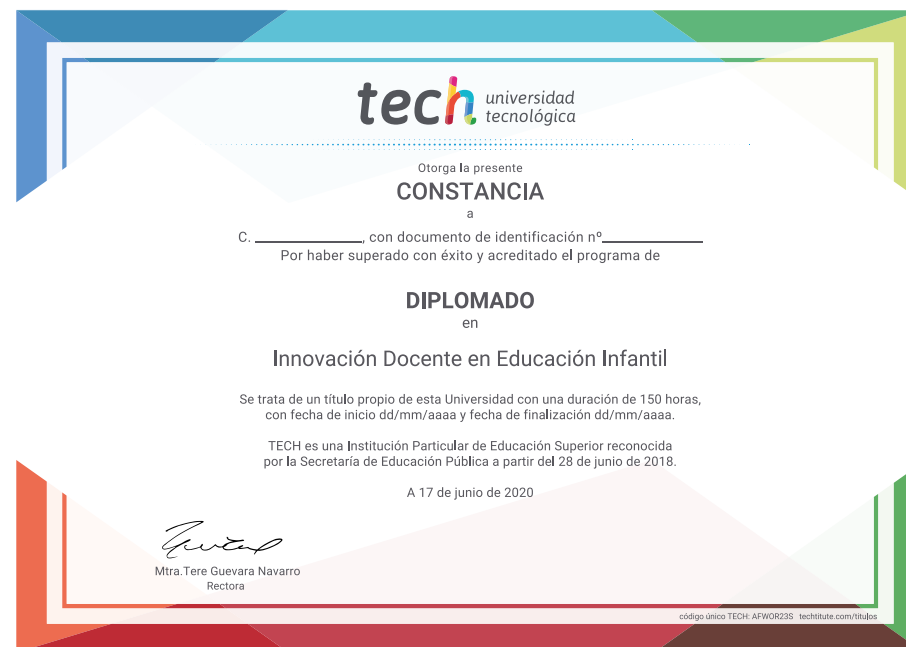 tech universidad
tecnológica
Otorga la presente
CONSTANCIA
a
C. ____________, con documento de identificación nº____________
Por haber superado con éxito y acreditado el programa de
DIPLOMADO
en
Innovación Docente en Educación Infantil
Se trata de un título propio de esta Universidad con una duración de 150 horas,
con fecha de inicio dd/mm/aaaa y fecha de finalización dd/mm/aaaa.
TECH es una Institución Particular de Educación Superior reconocida
por la Secretaría de Educación Pública a partir del 28 de junio de 2018.
A 17 de junio de 2020
Mtra.Tere Guevara Navarro
Rectora
código único TECH: AFWOR23S techtitute.com/titulos